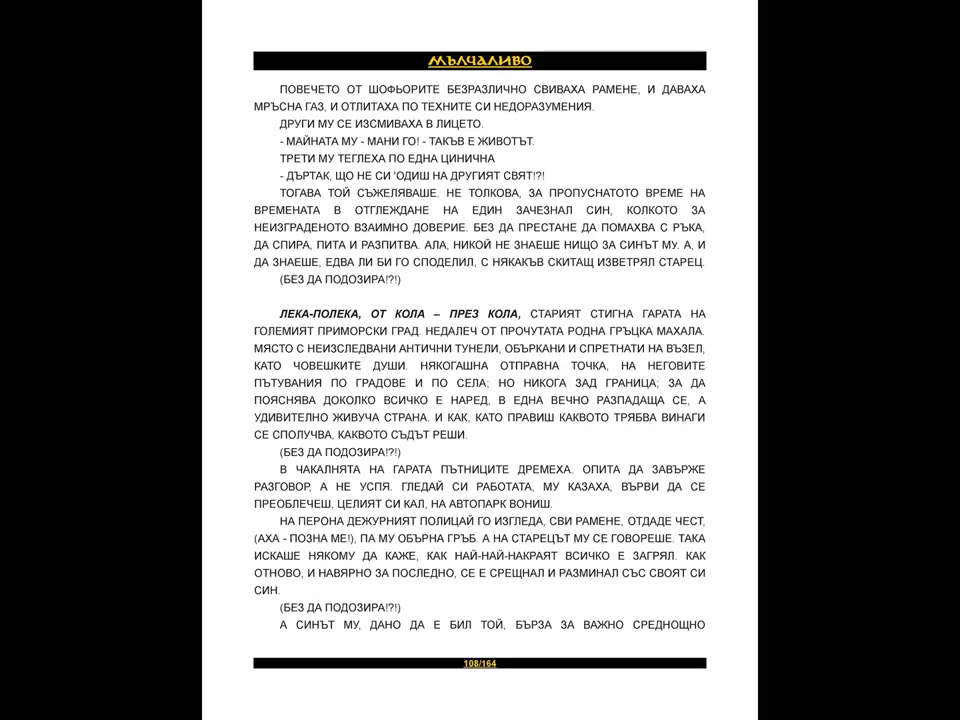 МЪЛЧАЛИВО
ПОВЕЧЕТО ОТ ШОФЬОРИТЕ БЕЗРАЗЛИЧНО СВИВАХА РАМЕНЕ, И ДАВАХА
МРЪСНА ГАЗ, И ОТЛИТАХА ПО ТЕХНИТЕ СИ НЕДОРАЗУМЕНИЯ.
ДРУГИ МУ СЕ ИЗСМИВАХА В ЛИЦЕТО.
- МАЙНАТА МУ - МАНИ ГО! - ТАКЪВ Е ЖИВОТЪТ.
ТРЕТИ МУ ТЕГЛЕХА ПО ЕДНА ЦИНИЧНА
- ДЪРТАК, ЩО НЕ СИ 'ОДИШ НА ДРУГИЯТ СВЯТ!?!
ТОГАВА ТОЙ СЪЖЕЛЯВАШЕ. НЕ ТОЛКОВА, ЗА ПРОПУСНАТОТО ВРЕМЕ НА
ВРЕМЕНАТА В ОТГЛЕЖДАНЕ НА ЕДИН ЗАЧЕЗНАЛ СИН, КОЛКОТО ЗА
НЕИЗГРАДЕНОТО ВЗАИМНО ДОВЕРИЕ. БЕЗ ДА ПРЕСТАНЕ ДА ПОМАХВА С РЪКА,
ДА СПИРА, ПИТА И РАЗПИТВА. АЛА, НИКОЙ НЕ ЗНАЕШЕ НИЩО ЗА СИНЪТ МУ. А, И
ДА ЗНАЕШЕ, ЕДВА ЛИ БИ ГО СПОДЕЛИЛ, С НЯКАКЪВ СКИТАЩ ИЗВЕТРЯЛ СТАРЕЦ.
(БЕЗ ДА ПОДОЗИРА!?!)
ЛЕКА-ПОЛЕКА, ОТ КОЛА – ПРЕЗ КОЛА, СТАРИЯТ СТИГНА ГАРАТА НА
ГОЛЕМИЯТ ПРИМОРСКИ ГРАД. НЕДАЛЕЧ ОТ ПРОЧУТАТА РОДНА ГРЪЦКА МАХАЛА.
МЯСТО С НЕИЗСЛЕДВАНИ АНТИЧНИ ТУНЕЛИ, ОБЪРКАНИ И СПРЕТНАТИ НА ВЪЗЕЛ,
КАТО ЧОВЕШКИТЕ ДУШИ. НЯКОГАШНА ОТПРАВНА ТОЧКА, НА НЕГОВИТЕ
ПЪТУВАНИЯ ПО ГРАДОВЕ И ПО СЕЛА; НО НИКОГА ЗАД ГРАНИЦА; ЗА ДА
ПОЯСНЯВА ДОКОЛКО ВСИЧКО Е НАРЕД, В ЕДНА ВЕЧНО РАЗПАДАЩА СЕ, А
УДИВИТЕЛНО ЖИВУЧА СТРАНА. И КАК, КАТО ПРАВИШ КАКВОТО ТРЯБВА ВИНАГИ
СЕ СПОЛУЧВА, КАКВОТО СЪДЪТ РЕШИ.
(БЕЗ ДА ПОДОЗИРА!?!)
В ЧАКАЛНЯТА НА ГАРАТА ПЪТНИЦИТЕ ДРЕМЕХА. ОПИТА ДА ЗАВЪРЖЕ
РАЗГОВОР, А НЕ УСПЯ. ГЛЕДАЙ СИ РАБОТАТА, МУ КАЗАХА, ВЪРВИ ДА СЕ
ПРЕОБЛЕЧЕШ, ЦЕЛИЯТ СИ КАЛ, НА АВТОПАРК ВОНИШ.
НА ПЕРОНА ДЕЖУРНИЯТ ПОЛИЦАЙ ГО ИЗГЛЕДА, СВИ РАМЕНЕ, ОТДАДЕ ЧЕСТ,
(АХА - ПОЗНА МЕ!), ПА МУ ОБЪРНА ГРЪБ. А НА СТАРЕЦЪТ МУ СЕ ГОВОРЕШЕ. ТАКА
ИСКАШЕ НЯКОМУ ДА КАЖЕ, КАК НАЙ-НАЙ-НАКРАЯТ ВСИЧКО Е ЗАГРЯЛ. КАК
ОТНОВО, И НАВЯРНО ЗА ПОСЛЕДНО, СЕ Е СРЕЩНАЛ И РАЗМИНАЛ СЪС СВОЯТ СИ
СИН.
(БЕЗ ДА ПОДОЗИРА!?!)
А СИНЪТ МУ, ДАНО ДА Е БИЛ ТОЙ, БЪРЗА ЗА ВАЖНО СРЕДНОЩНО
108/164